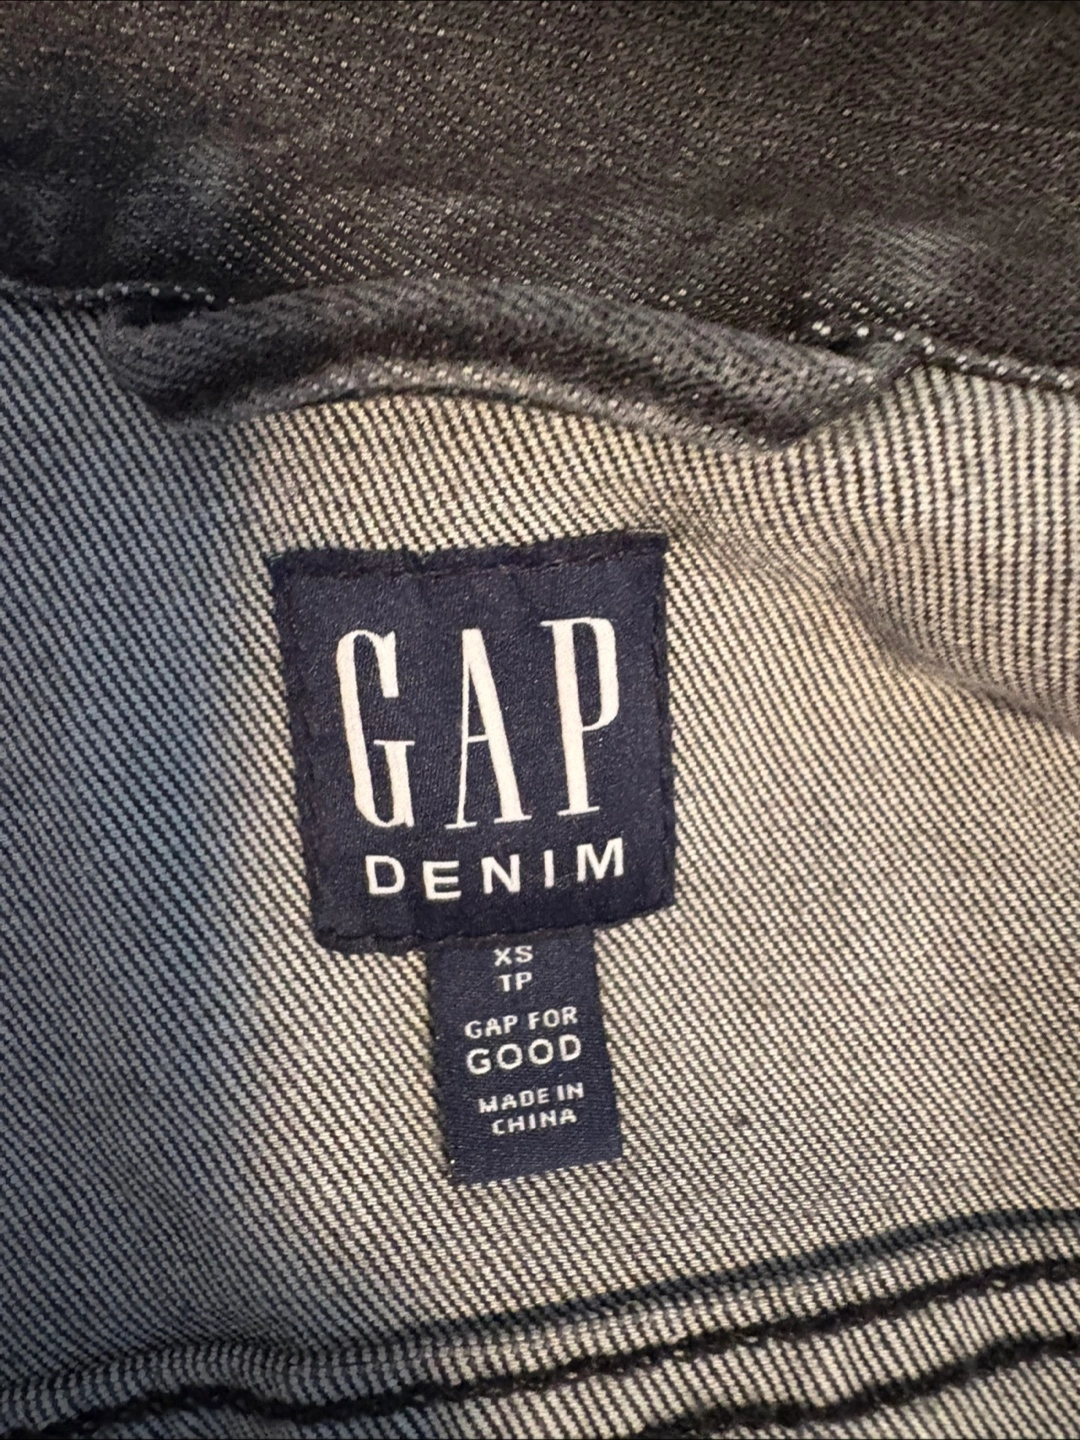 GAP
DENIM
XS
TP
GAP FOR
GOOD
MADE IN
CHINA